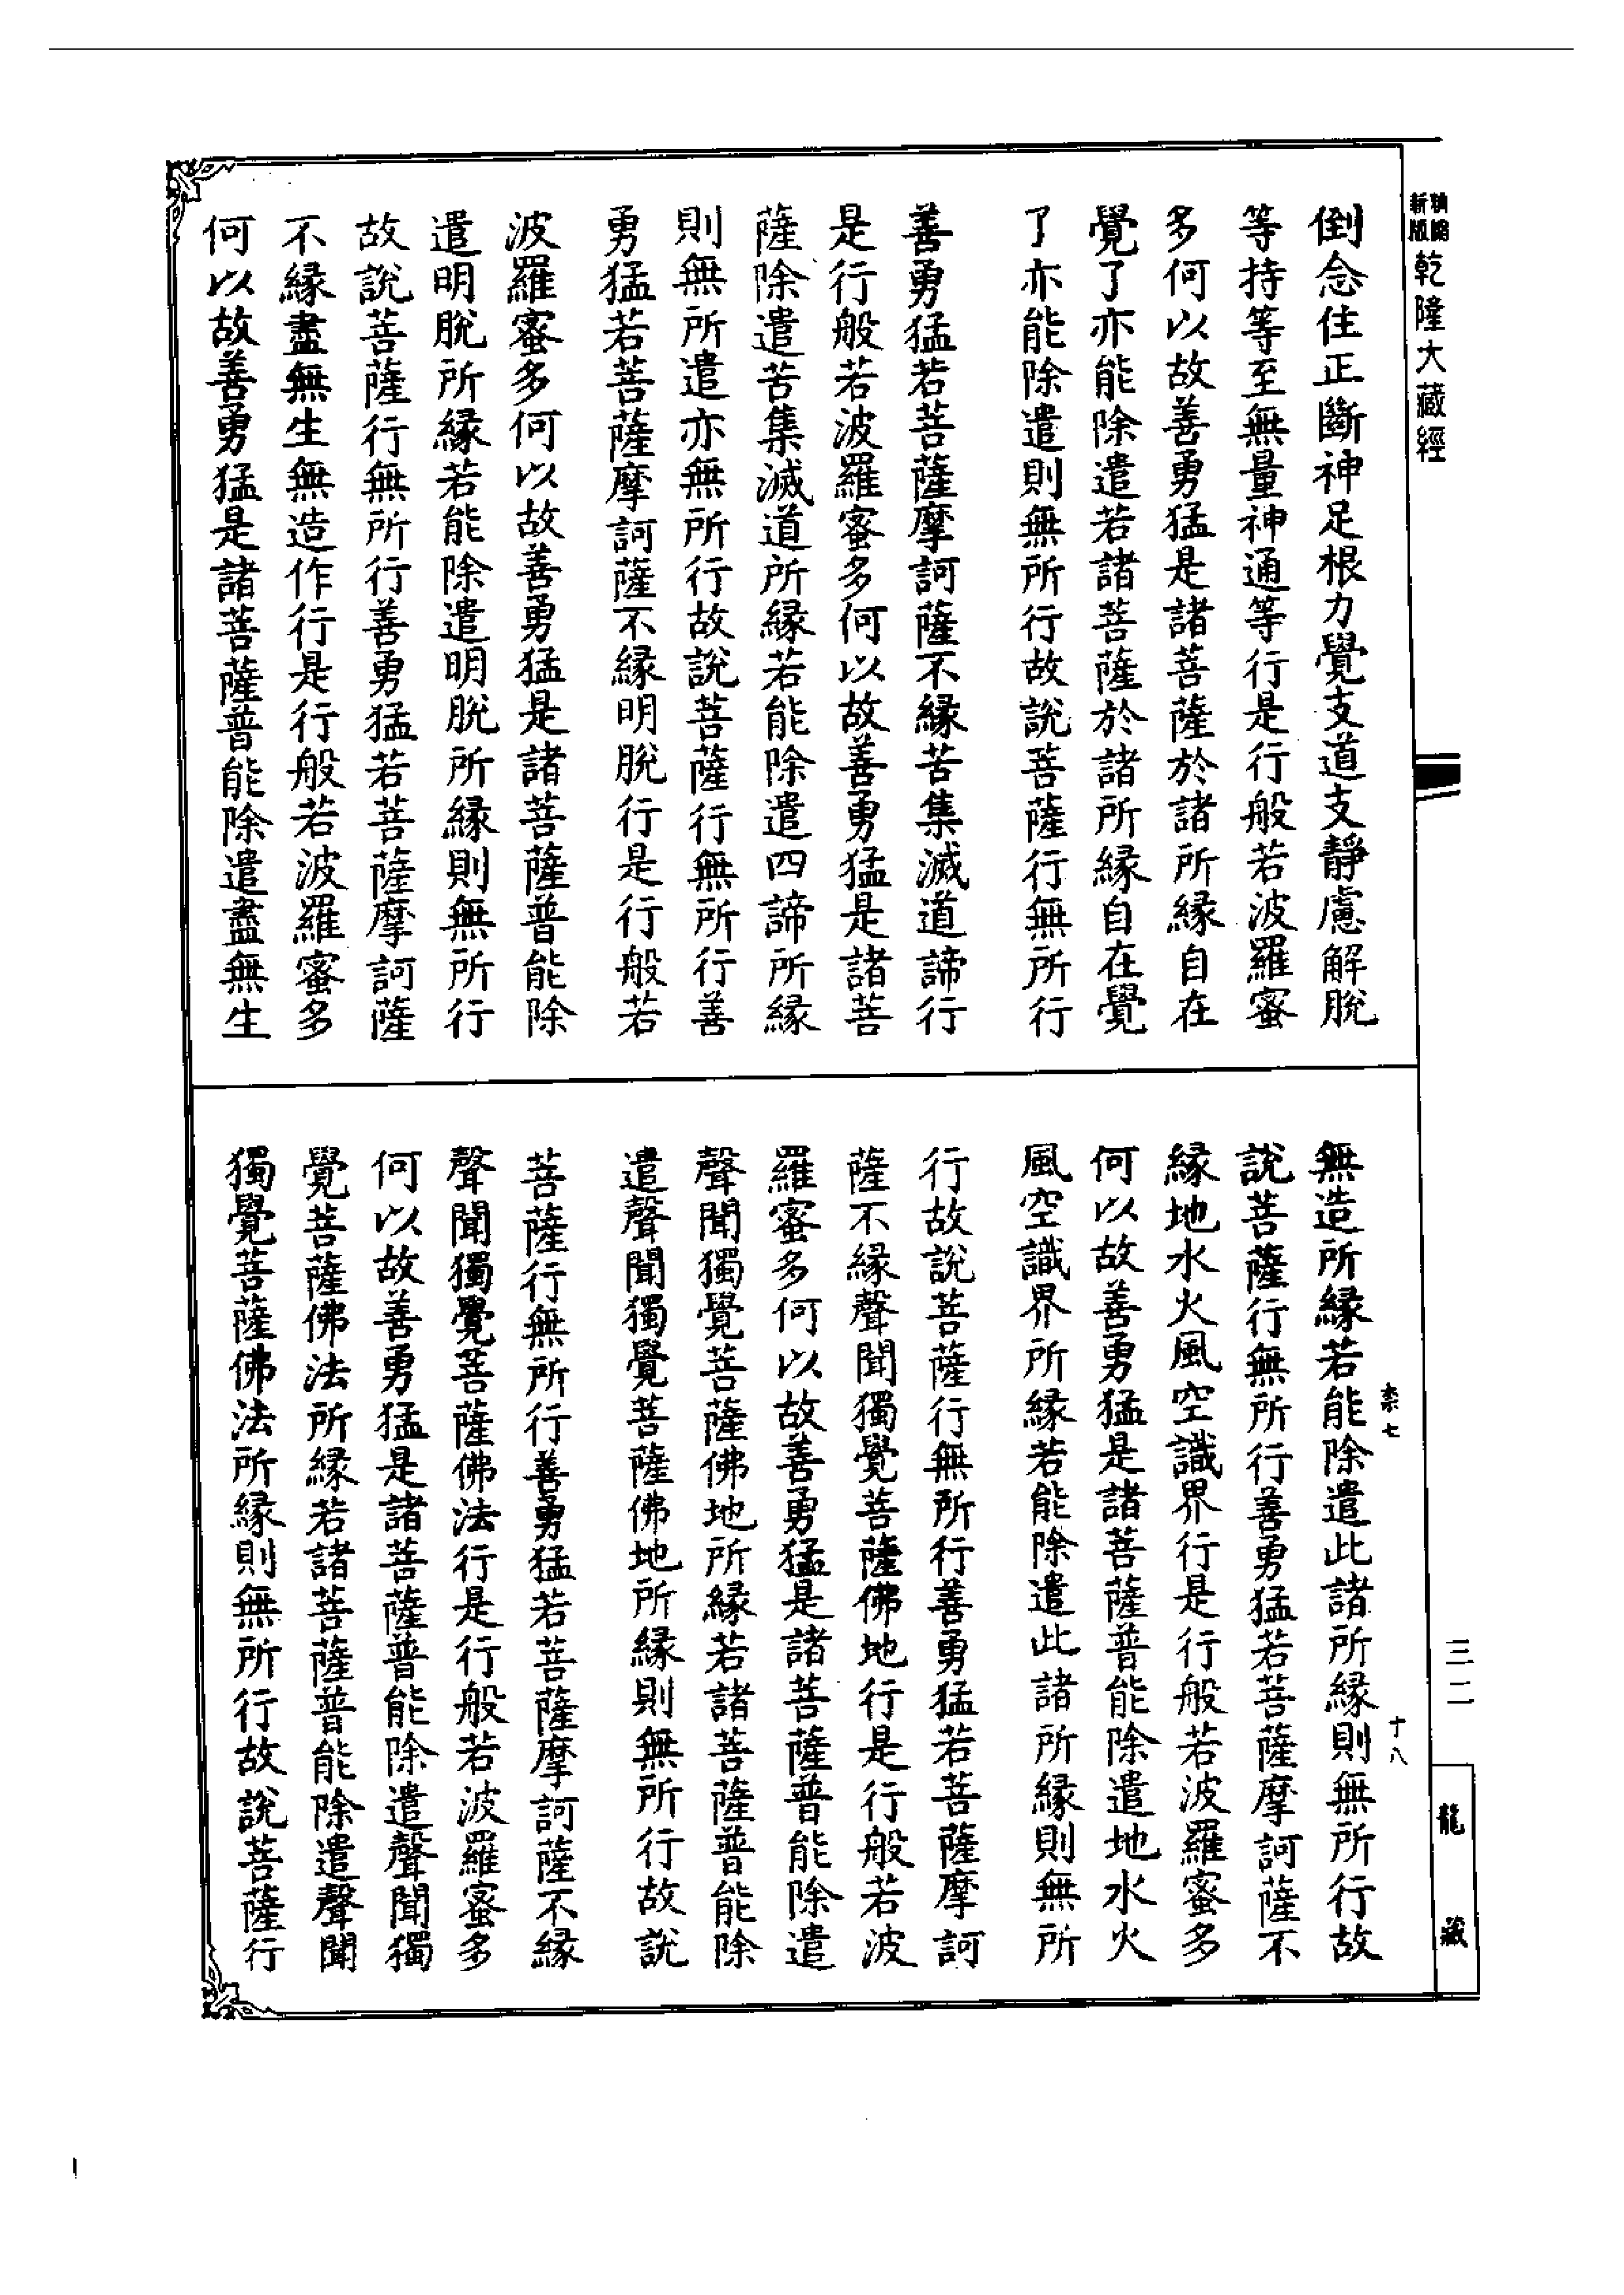 新版
精縮
乾隆大藏經
倒念住正斷神足根力覺支道支靜慮解脫
等持等至無量神通等行是行般若波羅蜜
多何以故善勇猛是諸菩薩於諸所緣自在
覺了亦能除遣若諸菩薩於諸所緣自在覺
了亦能除遣則無所行故說菩薩行無所行
善勇猛若菩薩摩訶薩不緣苦集滅道諦行
是行般若波羅蜜多何以故善勇猛是諸菩
薩除遣苦集滅道所緣若能除遣四諦所緣
則無所遣亦無所行故說菩薩行無所行善
勇猛若菩薩摩訶薩不緣明脫行是行般若
波羅蜜多何以故善勇猛是諸菩薩普能除
遣明脫所緣若能除遣明脫所緣則無所行
故說菩薩行無所行善勇猛若菩薩摩訶薩
不緣盡無生無造作行是行般若波羅蜜多
何以故善勇猛是諸菩薩普能除遣盡無生
無造所緣若能除遣此諸所緣則無所行故
說菩薩行無所行善勇猛若菩薩摩訶薩不
緣地水火風空識界行是行般若波羅蜜多
何以故善勇猛是諸菩薩普能除遣地水火
風空識界所緣若能除遣此諸所緣則無所
行故說菩薩行無所行善勇猛若菩薩摩訶
薩不緣聲聞獨覺菩薩佛地行是行般若波
羅蜜多何以故善勇猛是諸菩薩普能除遣
聲聞獨覺菩薩佛地所緣若諸菩薩普能除
遣聲聞獨覺菩薩佛地所緣則無所行故說
菩薩行無所行善勇猛若菩薩摩訶薩不緣
聲聞獨覺菩薩佛法行是行般若波羅蜜多
何以故善勇猛是諸菩薩普能除遣聲聞獨
覺菩薩佛法所緣若諸菩薩普能除遣聲聞
獨覺菩薩佛法所緣則無所行故說菩薩行
柰七
十八
三二
龍藏